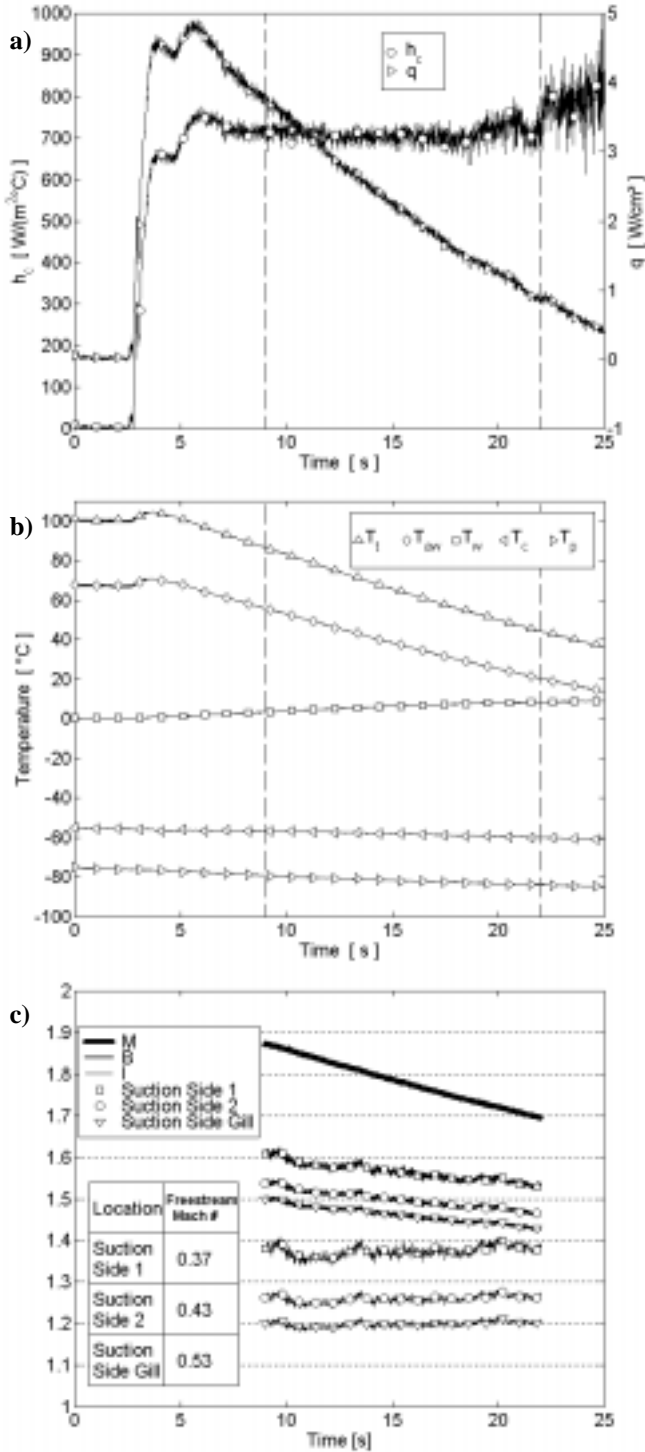 a)
1000
900
800
700
600
500
400
300
200
100
0
h_c [ W/(m²°C) ]
5
4
3
2
1
0
-1
q [ W/cm² ]
h_c
q
0 5 10 15 20 25
Time [ s ]
b)
100
80
60
40
20
0
-20
-40
-60
-80
-100
Temperature [ °C ]
T_t T_aw T_w T_c T_p
0 5 10 15 20 25
Time [ s ]
c)
2
1.9
1.8
1.7
1.6
1.5
1.4
1.3
1.2
1.1
1
M
B
I
Suction Side 1
Suction Side 2
Suction Side Gill
Location Freestream Mach #
Suction Side 1 0.37
Suction Side 2 0.43
Suction Side Gill 0.53
0 5 10 15 20 25
Time [s]